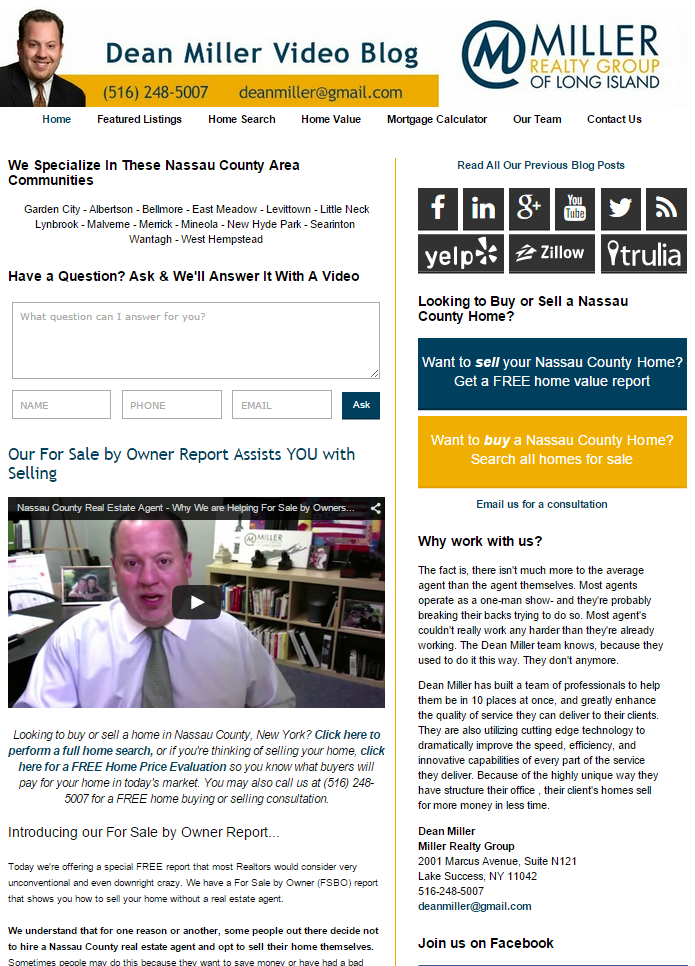 Dean Miller Video Blog
(516) 248-5007 deanmiller@gmail.com
MILLER
REALTY GROUP
OF LONG ISLAND
Home Featured Listings Home Search Home Value Mortgage Calculator Our Team Contact Us
We Specialize In These Nassau County Area
Communities
Garden City - Albertson - Bellmore - East Meadow - Levittown - Little Neck
Lynbrook - Malverne - Merrick - Mineola - New Hyde Park - Searinton
Wantagh - West Hempstead
Have a Question? Ask & We'll Answer It With A Video
What question can I answer for you?
NAME PHONE EMAIL Ask
Our For Sale by Owner Report Assists YOU with
Selling
Nassau County Real Estate Agent - Why We are Helping For Sale by Owners...
MILLER
Looking to buy or sell a home in Nassau County, New York? Click here to
perform a full home search, or if you're thinking of selling your home, click
here for a FREE Home Price Evaluation so you know what buyers will
pay for your home in today's market. You may also call us at (516) 248-
5007 for a FREE home buying or selling consultation.
Introducing our For Sale by Owner Report...
Today we're offering a special FREE report that most Realtors would consider very
unconventional and even downright crazy. We have a For Sale by Owner (FSBO) report
that shows you how to sell your home without a real estate agent.
We understand that for one reason or another, some people out there decide not
to hire a Nassau County real estate agent and opt to sell their home themselves.
Sometimes people may do this because they want to save money or have had a bad
Read All Our Previous Blog Posts
f in g+ You Tube
yelp Zillow trulia
Looking to Buy or Sell a Nassau
County Home?
Want to sell your Nassau County Home?
Get a FREE home value report
Want to buy a Nassau County Home?
Search all homes for sale
Email us for a consultation
Why work with us?
The fact is, there isn't much more to the average
agent than the agent themselves. Most agents
operate as a one-man show- and they're probably
breaking their backs trying to do so. Most agent's
couldn't really work any harder than they're already
working. The Dean Miller team knows, because they
used to do it this way. They don't anymore.
Dean Miller has built a team of professionals to help
them be in 10 places at once, and greatly enhance
the quality of service they can deliver to their clients.
They are also utilizing cutting edge technology to
dramatically improve the speed, efficiency, and
innovative capabilities of every part of the service
they deliver. Because of the highly unique way they
have structure their office , their client's homes sell
for more money in less time.
Dean Miller
Miller Realty Group
2001 Marcus Avenue, Suite N121
Lake Success, NY 11042
516-248-5007
deanmiller@gmail.com
Join us on Facebook